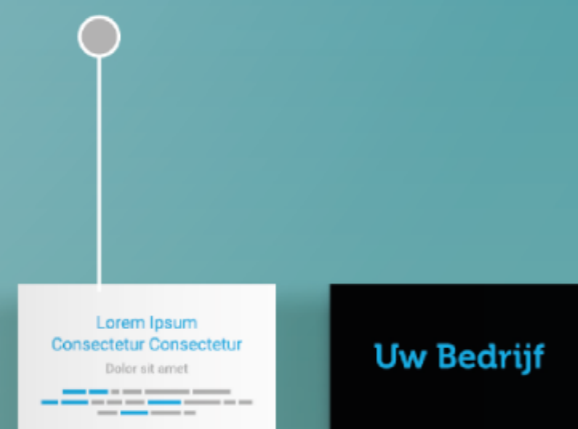 Lorem Ipsum
Consectetur Consectetur
Dolor sit amet
Uw Bedrijf